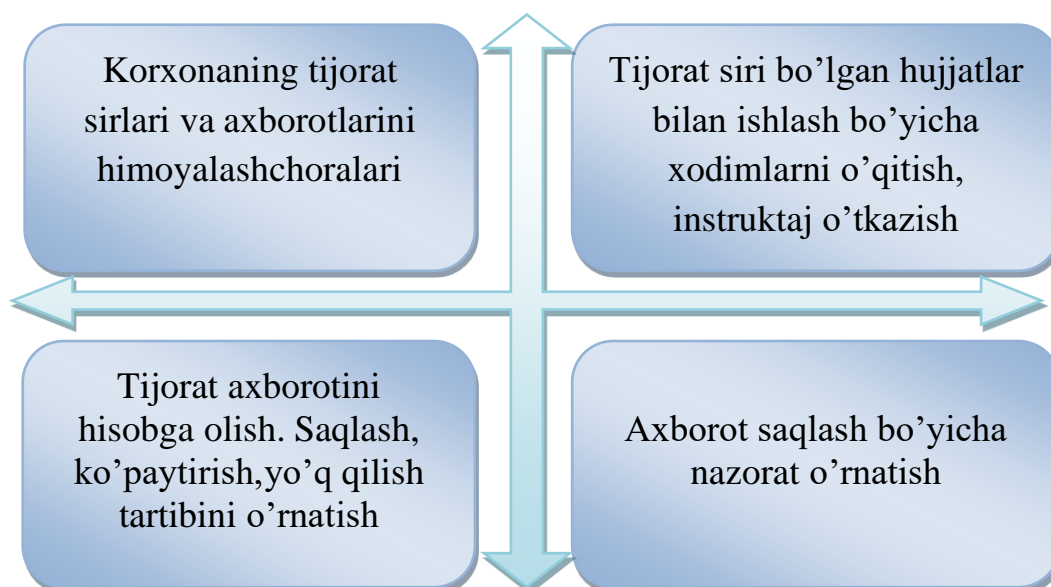 Korxonaning tijorat
sirlari va axborotlarini
himoyalashchoralari
Tijorat siri bo’lgan hujjatlar
bilan ishlash bo’yicha
xodimlarni o’qitish,
instruktaj o’tkazish
Tijorat axborotini
hisobga olish. Saqlash,
ko’paytirish,yo’q qilish
tartibini o’rnatish
Axborot saqlash bo’yicha
nazorat o’rnatish